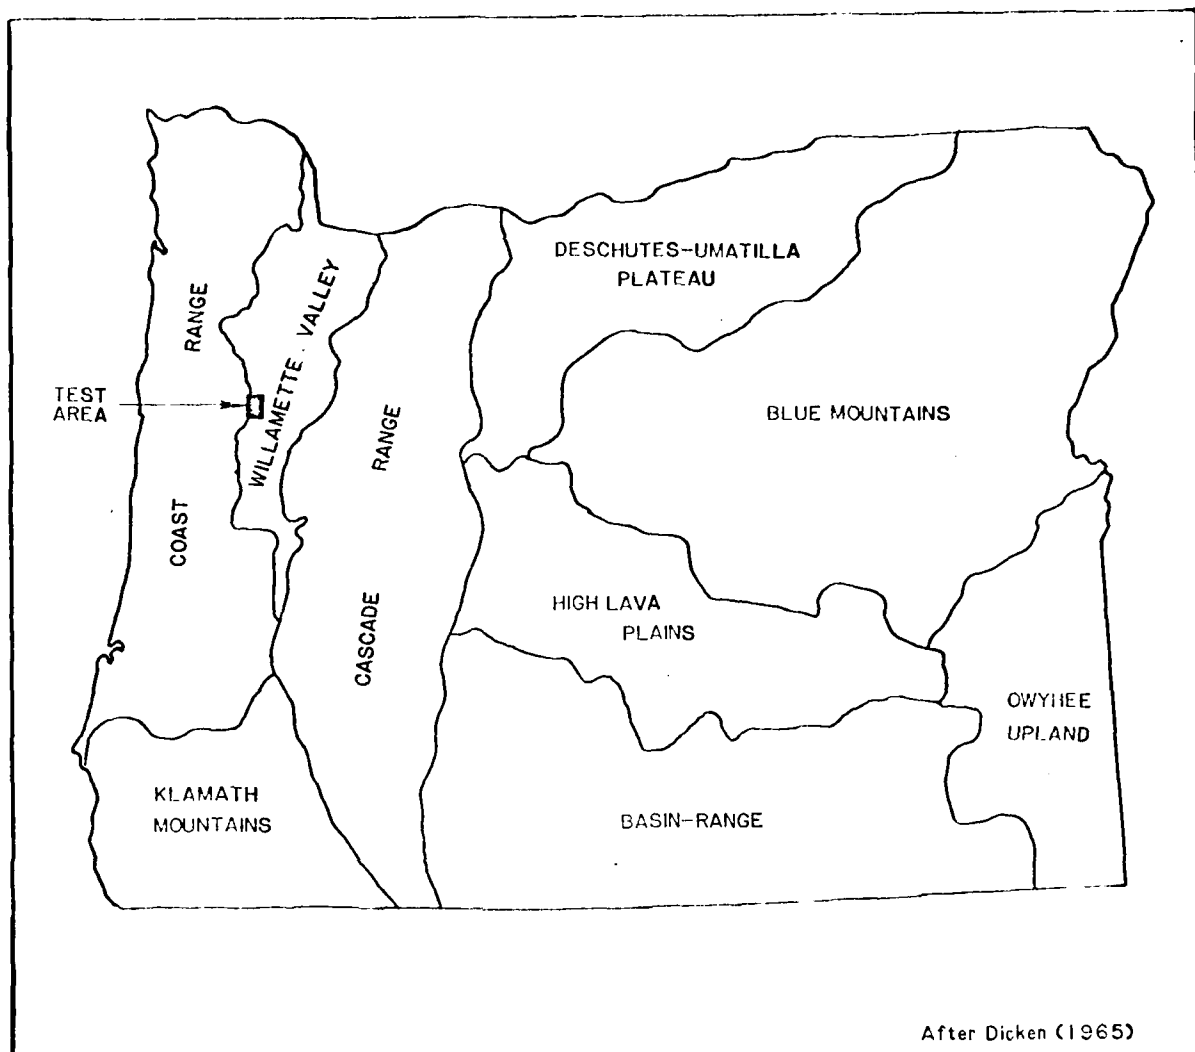 DESCHUTES-UMATILLA
PLATEAU
WILLAMETTE VALLEY
COAST RANGE
TEST
AREA
CASCADE RANGE
BLUE MOUNTAINS
HIGH LAVA
PLAINS
OWYHEE
UPLAND
KLAMATH
MOUNTAINS
BASIN-RANGE
After Dicken (1965)